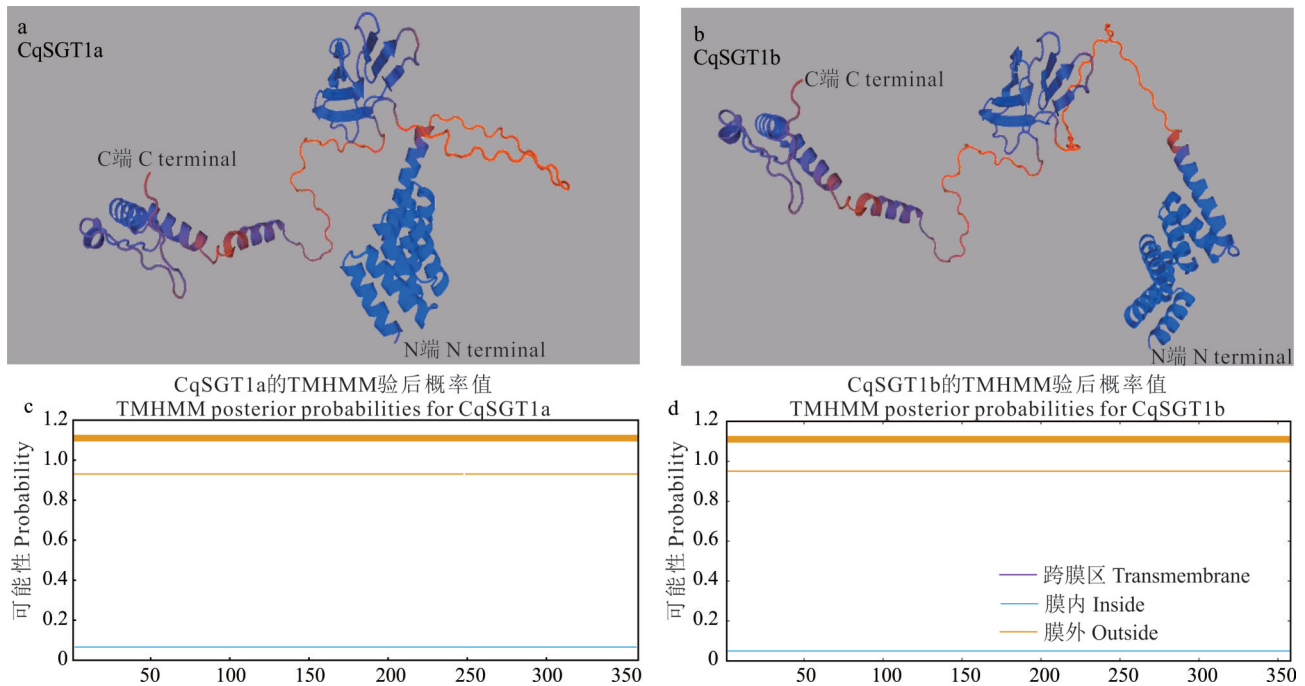 a
CqSGT1a
C端 C terminal
N端 N terminal
b
CqSGT1b
C端 C terminal
N端 N terminal
CqSGT1a的TMHMM验后概率值
c TMHMM posterior probabilities for CqSGT1a
可能性 Probability
1.2
1.0
0.8
0.6
0.4
0.2
0
50 100 150 200 250 300 350
CqSGT1b的TMHMM验后概率值
d TMHMM posterior probabilities for CqSGT1b
可能性 Probability
1.2
1.0
0.8
0.6
0.4
0.2
0
跨膜区 Transmembrane
膜内 Inside
膜外 Outside
50 100 150 200 250 300 350